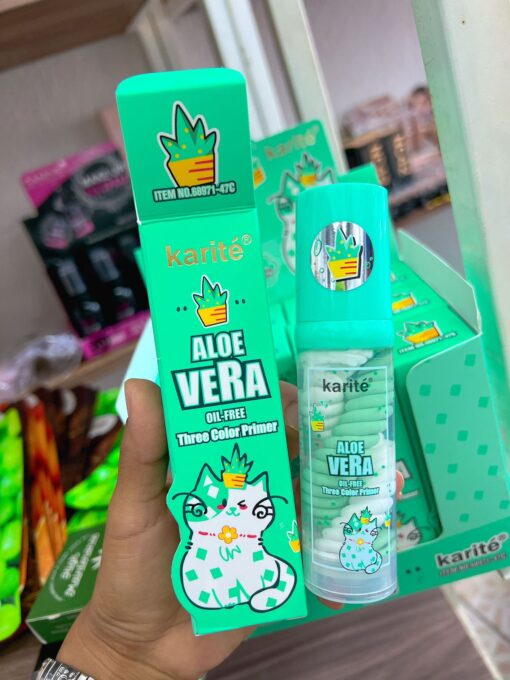 ITEM NO.68971-47C
karité®
ALOE
VERA
OIL-FREE
Three Color Primer
karité®
ALOE
VERA
OIL-FREE
Three Color Primer
karité
karité®